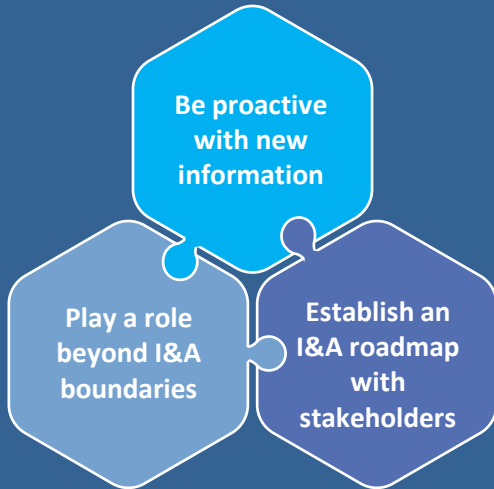 Be proactive
with new
information
Play a role
beyond I&A
boundaries
Establish an
I&A roadmap
with
stakeholders